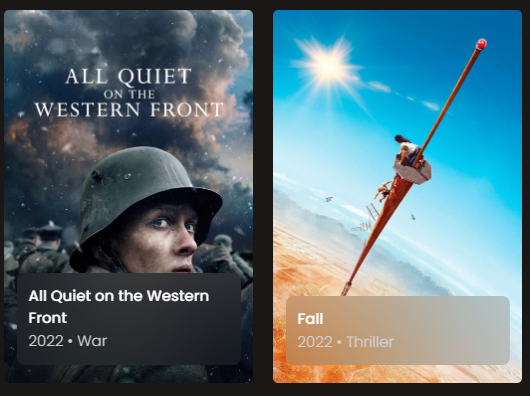 ALL QUIET
ON THE
WESTERN FRONT
All Quiet on the Western
Front
2022 • War
Fall
2022 • Thriller